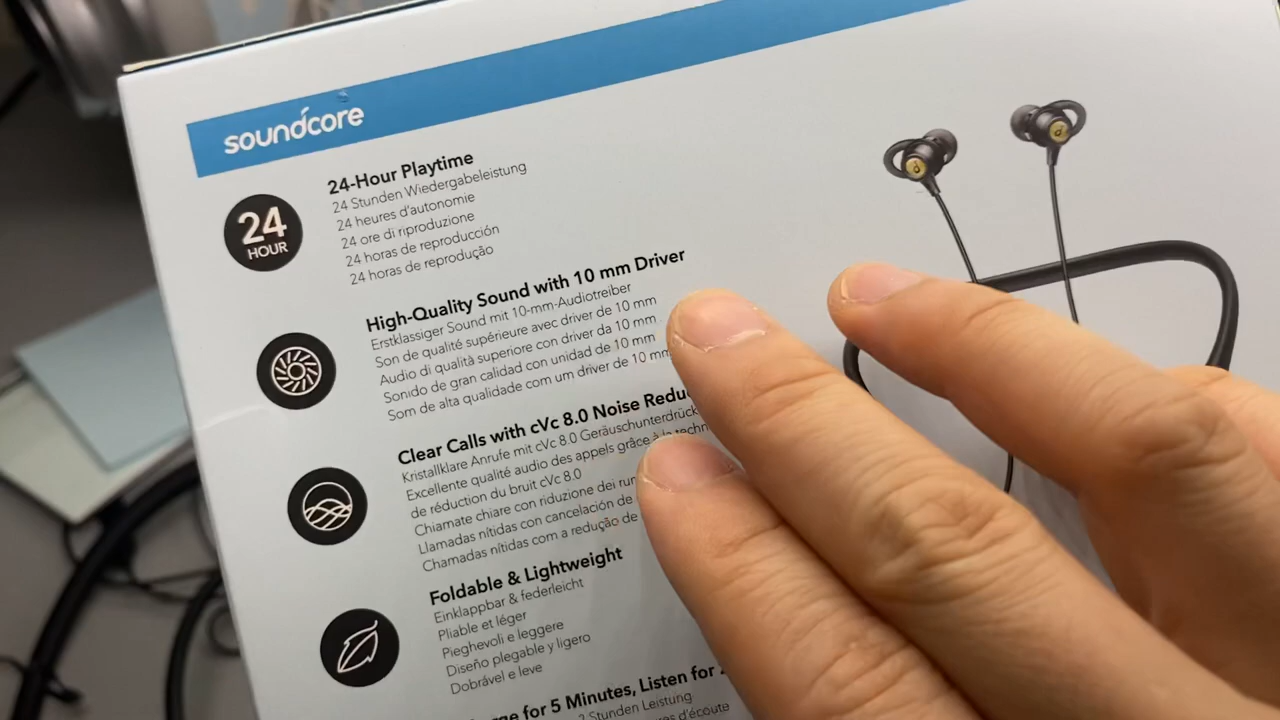 soundcore
24
HOUR
24-Hour Playtime
24 Stunden Wiedergabeleistung
24 heures d'autonomie
24 ore di riproduzione
24 horas de reproducción
24 horas de reprodução
High-Quality Sound with 10 mm Driver
Erstklassiger Sound mit 10-mm-Audiotreiber
Son de qualité supérieure avec driver de 10 mm
Audio di qualità superiore con driver da 10 mm
Sonido de gran calidad con unidad de 10 mm
Som de alta qualidade com um driver de 10 mm
Clear Calls with cVc 8.0 Noise
Kristallklare Anrufe mit cVc 8.0
Excellente qualité audio des appels grâce à la
de réduction du bruit cVc 8.0
Chiamate chiare con riduzione dei
Llamadas nítidas con cancelación de
Chamadas nítidas com a redução de
Foldable & Lightweight
Einklappbar & federleicht
Pliable et léger
Pieghevoli e leggere
Diseño plegable y ligero
Dobrável e leve
for 5 Minutes, Listen for
Stunden Leistung
d'écoute